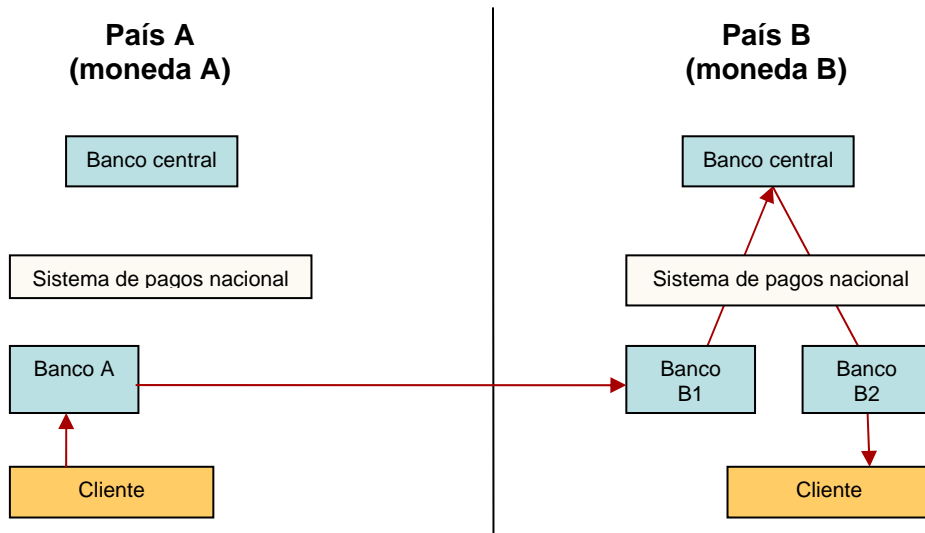 País A
(moneda A)
País B
(moneda B)
Banco central
Banco central
Sistema de pagos nacional
Sistema de pagos nacional
Banco A
Banco
B1
Banco
B2
Cliente
Cliente